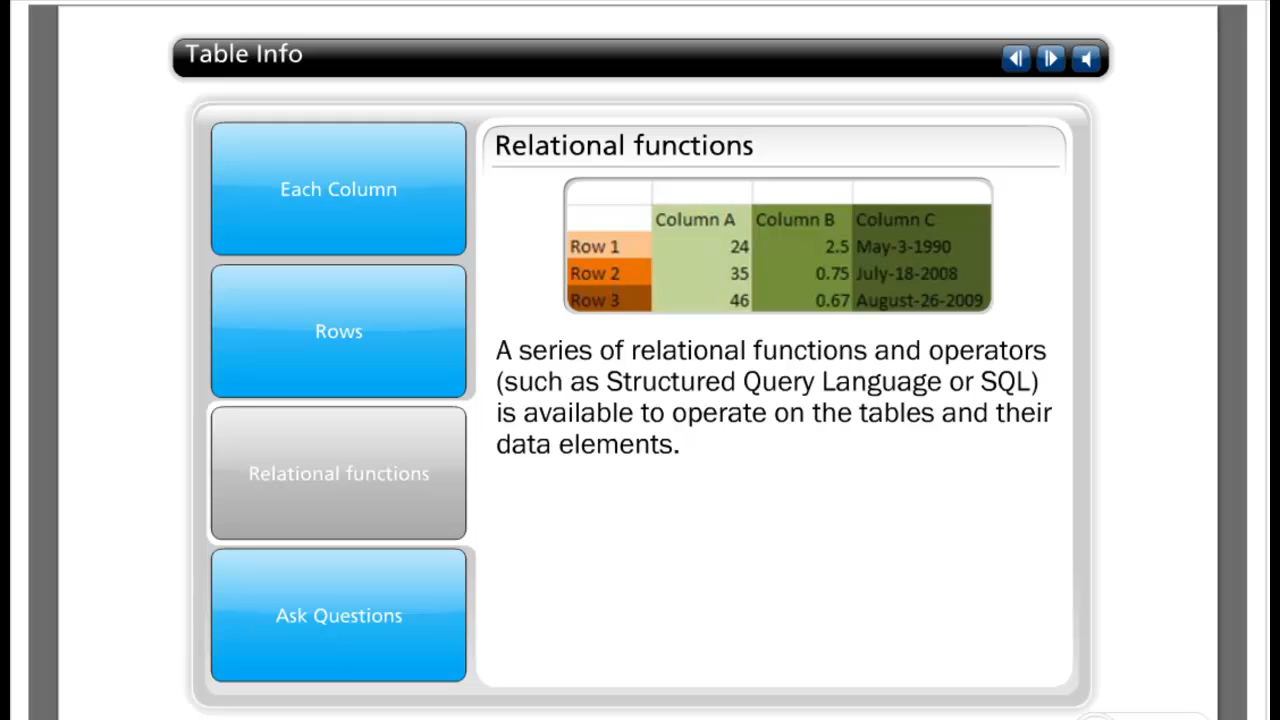 Table Info
Each Column
Rows
Relational functions
Ask Questions
Relational functions
Column A Column B Column C
Row 1 24 2.5 May-3-1990
Row 2 35 0.75 July-18-2008
Row 3 46 0.67 August-26-2009
A series of relational functions and operators
(such as Structured Query Language or SQL)
is available to operate on the tables and their
data elements.